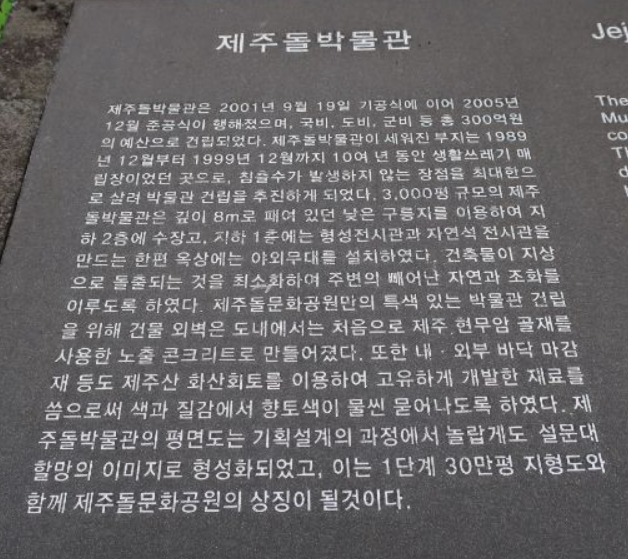 제주돌박물관
제주돌박물관은 2001년 9월 19일 기공식에 이어 2005년
12월 준공식이 행해졌으며, 국비, 도비, 군비 등 총 300억원
의 예산으로 건립되었다. 제주돌박물관이 세워진 부지는 1989
년 12월부터 1999년 12월까지 10여 년 동안 생활쓰레기 매
립장이었던 곳으로, 침출수가 발생하지 않는 장점을 최대한으
로 살려 박물관 건립을 추진하게 되었다. 3,000평 규모의 제주
돌박물관은 깊이 8m로 패여 있던 낮은 구릉지를 이용하여 지
하 2층에 수장고, 지하 1층에는 형성전시관과 자연석 전시관을
만드는 한편 옥상에는 야외무대를 설치하였다. 건축물이 지상
으로 돌출되는 것을 최소화하여 주변의 빼어난 자연과 조화를
이루도록 하였다. 제주돌문화공원만의 특색 있는 박물관 건립
을 위해 건물 외벽은 도내에서는 처음으로 제주 현무암 골재를
사용한 노출 콘크리트로 만들어졌다. 또한 내 · 외부 바닥 마감
재 등도 제주산 화산회토를 이용하여 고유하게 개발한 재료를
씀으로써 색과 질감에서 향토색이 물씬 묻어나도록 하였다. 제
주돌박물관의 평면도는 기획설계의 과정에서 놀랍게도 설문대
할망의 이미지로 형성화되었고, 이는 1단계 30만평 지형도와
함께 제주돌문화공원의 상징이 될것이다.
Jej
The
Mu
co
Th
d